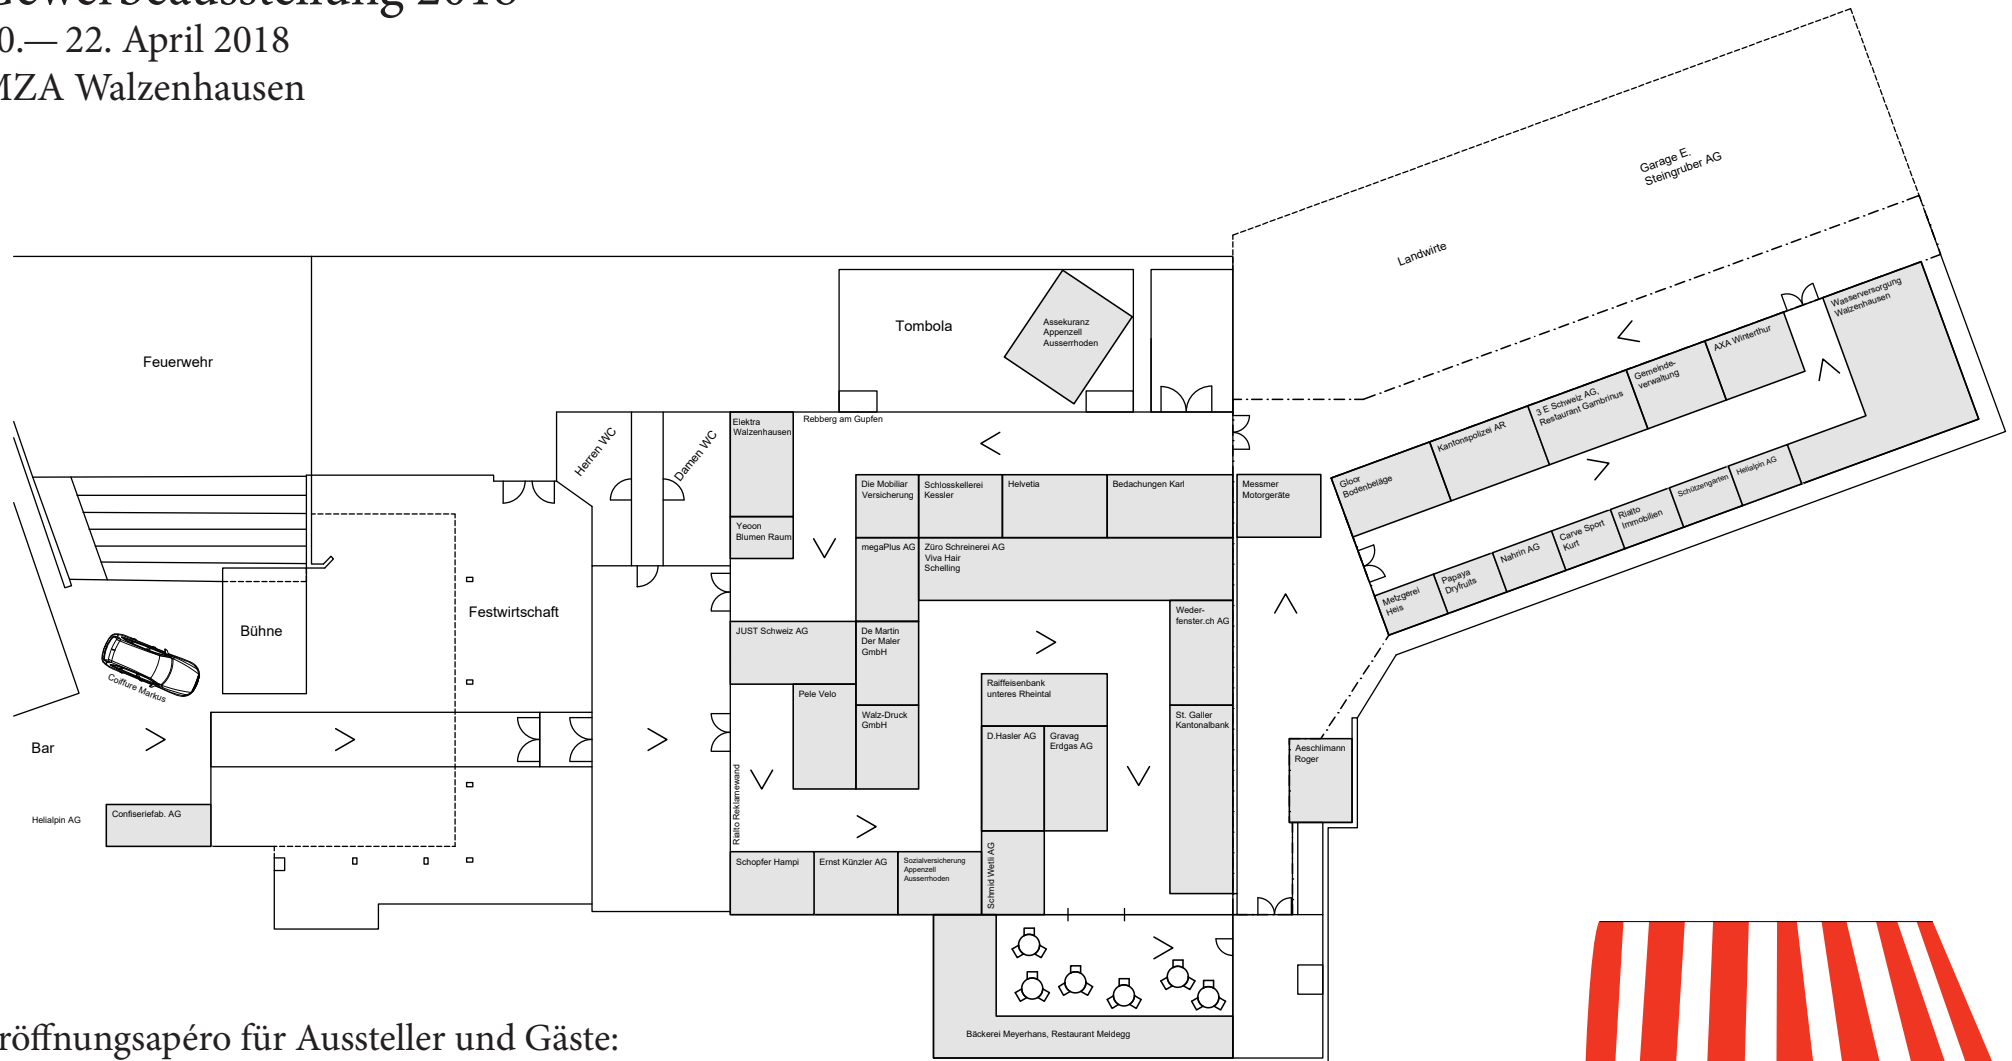 ewerbeausstellung 2018
0.— 22. April 2018
MZA Walzenhausen
Garage E.
Steingruber AG
Landwirte
Wasserversorgung
Walzenhausen
AXA Winterthur
Gemeinde-
verwaltung
3 E Schweiz AG,
Restaurant Gambrinus
Kantonspolizei AR
Gloor
Bodenbeläge
Helialpin AG
Schützengarten
Rialto
Immobilien
Carve Sport
Kurt
Nahrin AG
Papaya
Dryfruits
Metzgerei
Heis
Feuerwehr
Tombola
Assekuranz
Appenzell
Ausserrhoden
Herren WC
Damen WC
Elektra
Walzenhausen
Rebberg am Gupfen
Yeoon
Blumen Raum
Die Mobiliar
Versicherung
Schlosskellerei
Kessler
Helvetia
Bedachungen Karl
Messmer
Motorgeräte
megaPlus AG
Züro Schreinerei AG
Viva Hair
Schelling
Festwirtschaft
Bühne
Coiffure Markus
JUST Schweiz AG
De Martin
Der Maler
GmbH
Weder-
fenster.ch AG
Pele Velo
Walz-Druck
GmbH
Raiffeisenbank
unteres Rheintal
D.Hasler AG
Gravag
Erdgas AG
St. Galler
Kantonalbank
Aeschlimann
Roger
Bar
Helialpin AG
Confiseriefab. AG
Rialto Reklamewand
Schopfer Hampi
Ernst Künzler AG
Sozialversicherung
Appenzell
Ausserrhoden
Schmid Wetli AG
Bäckerei Meyerhans, Restaurant Meldegg
röffnungsapéro für Aussteller und Gäste: